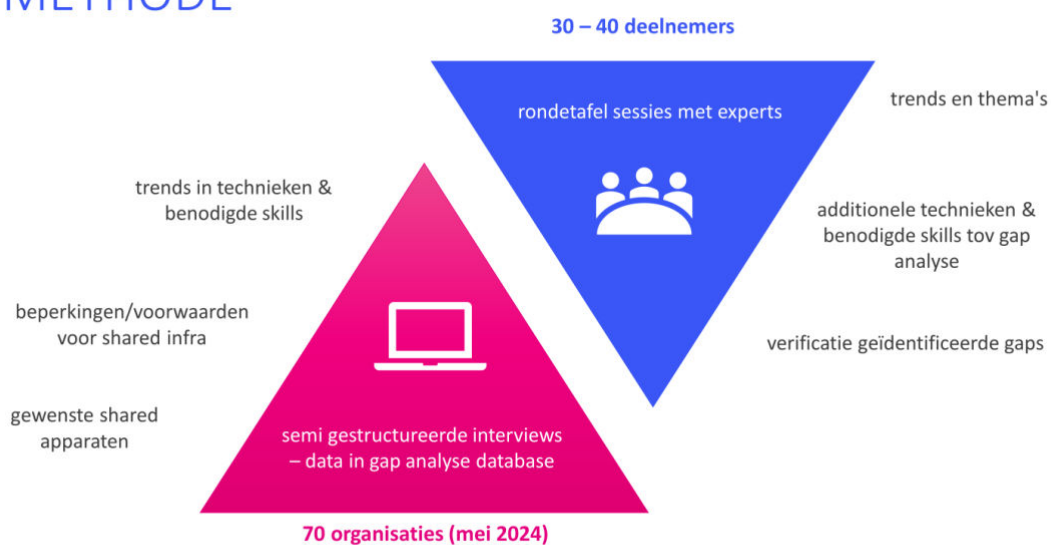 METHODE
30 – 40 deelnemers
rondetafel sessies met experts
trends en thema's
additionele technieken &
benodigde skills tov gap
analyse
verificatie geïdentificeerde gaps
trends in technieken &
benodigde skills
beperkingen/voorwaarden
voor shared infra
gewenste shared
apparaten
semi gestructureerde interviews
– data in gap analyse database
70 organisaties (mei 2024)